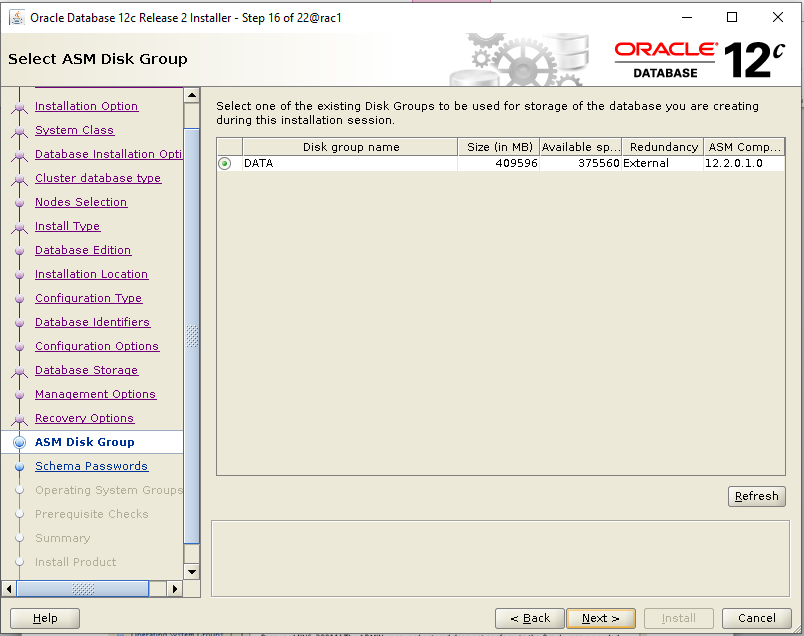 Oracle Database 12c Release 2 Installer - Step 16 of 22@rac1
Select ASM Disk Group
ORACLE
DATABASE
12c
Installation Option
System Class
Database Installation Opti
Cluster database type
Nodes Selection
Install Type
Database Edition
Installation Location
Configuration Type
Database Identifiers
Configuration Options
Database Storage
Management Options
Recovery Options
ASM Disk Group
Schema Passwords
Operating System Groups
Prerequisite Checks
Summary
Install Product
Select one of the existing Disk Groups to be used for storage of the database you are creating
during this installation session.
Disk group name Size (in MB) Available sp... Redundancy ASM Comp...
DATA 409596 375560 External 12.2.0.1.0
Refresh
Help < Back Next > Install Cancel